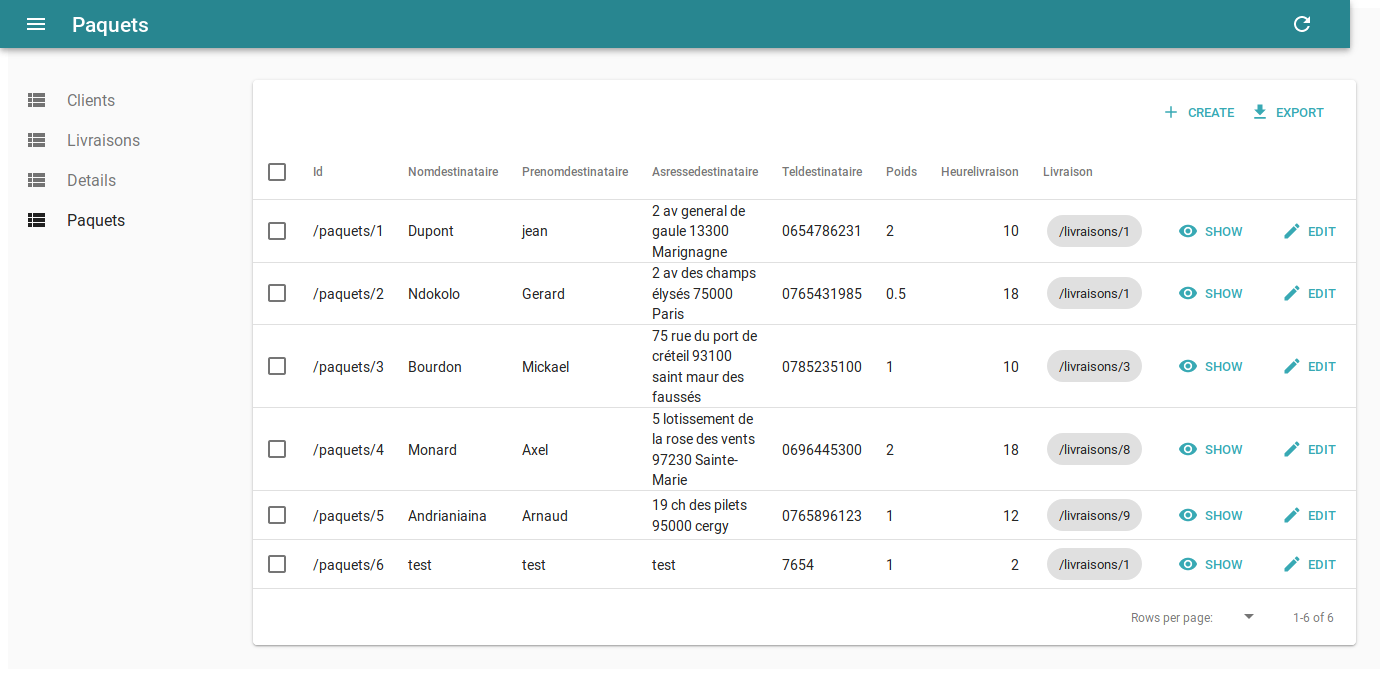 Paquets
Clients
Livraisons
Details
Paquets
CREATE EXPORT
Id Nomdestinataire Prenomdestinataire Asressedestinataire Teldestinataire Poids Heurelivraison Livraison
/paquets/1 Dupont jean 2 av general de
gaule 13300
Marignagne 0654786231 2 10 /livraisons/1 SHOW EDIT
/paquets/2 Ndokolo Gerard 2 av des champs
élysés 75000
Paris 0765431985 0.5 18 /livraisons/1 SHOW EDIT
/paquets/3 Bourdon Mickael 75 rue du port de
créteil 93100
saint maur des
faussés 0785235100 1 10 /livraisons/3 SHOW EDIT
/paquets/4 Monard Axel 5 lotissement de
la rose des vents
97230 Sainte-
Marie 0696445300 2 18 /livraisons/8 SHOW EDIT
/paquets/5 Andrianiaina Arnaud 19 ch des pilets
95000 cergy 0765896123 1 12 /livraisons/9 SHOW EDIT
/paquets/6 test test test 7654 1 2 /livraisons/1 SHOW EDIT
Rows per page: 1-6 of 6